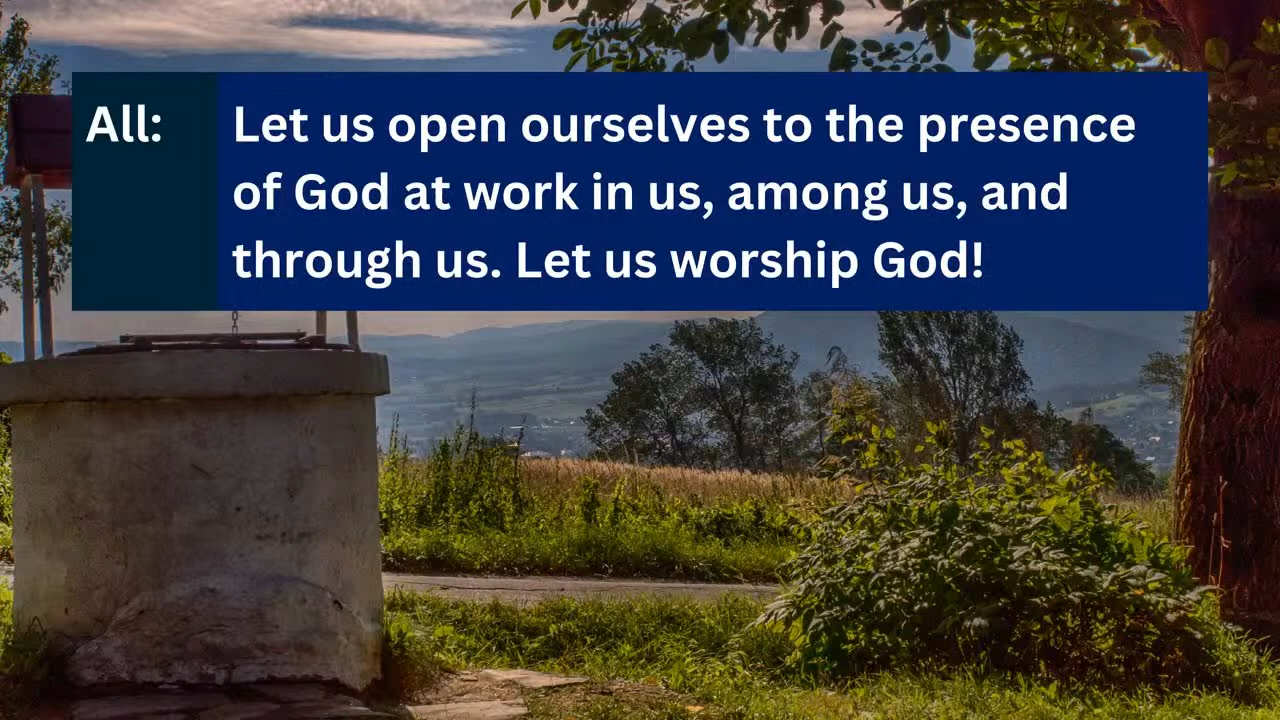 All: Let us open ourselves to the presence
of God at work in us, among us, and
through us. Let us worship God!